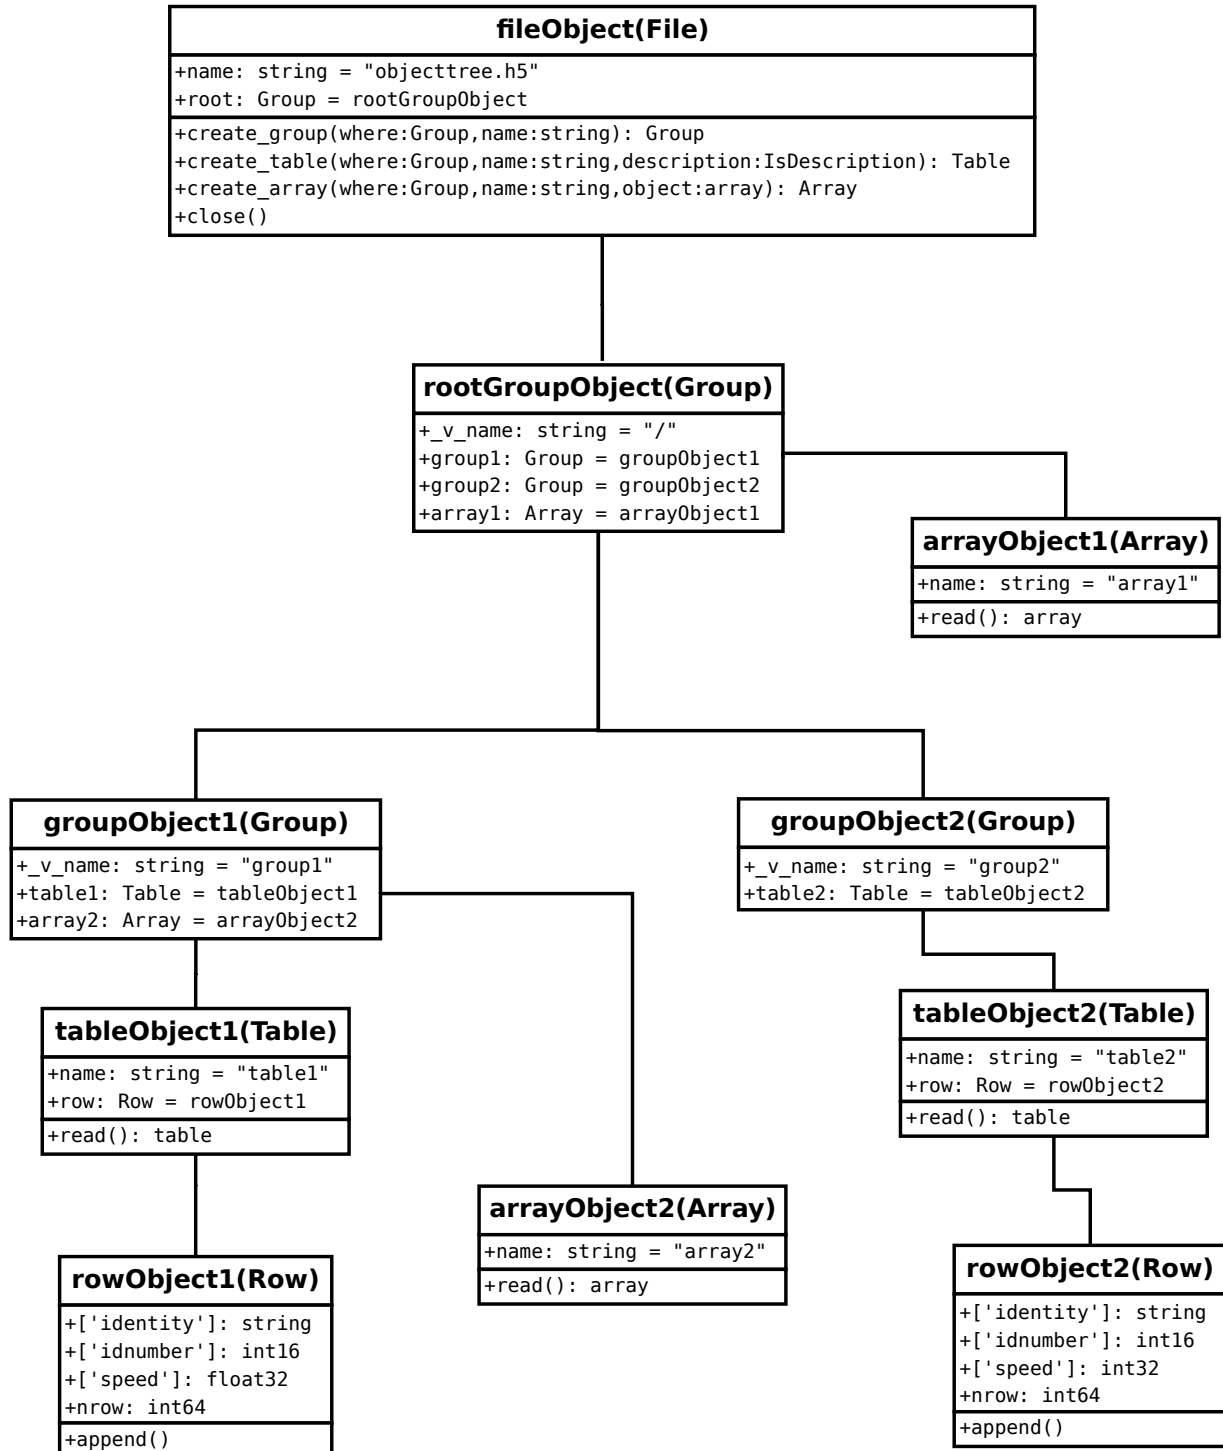 fileObject(File)
+name: string = "objecttree.h5"
+root: Group = rootGroupObject
+create_group(where:Group,name:string): Group
+create_table(where:Group,name:string,description:IsDescription): Table
+create_array(where:Group,name:string,object:array): Array
+close()
rootGroupObject(Group)
+_v_name: string = "/"
+group1: Group = groupObject1
+group2: Group = groupObject2
+array1: Array = arrayObject1
arrayObject1(Array)
+name: string = "array1"
+read(): array
groupObject1(Group)
+_v_name: string = "group1"
+table1: Table = tableObject1
+array2: Array = arrayObject2
groupObject2(Group)
+_v_name: string = "group2"
+table2: Table = tableObject2
tableObject1(Table)
+name: string = "table1"
+row: Row = rowObject1
+read(): table
tableObject2(Table)
+name: string = "table2"
+row: Row = rowObject2
+read(): table
arrayObject2(Array)
+name: string = "array2"
+read(): array
rowObject1(Row)
+['identity']: string
+['idnumber']: int16
+['speed']: float32
+nrow: int64
+append()
rowObject2(Row)
+['identity']: string
+['idnumber']: int16
+['speed']: int32
+nrow: int64
+append()